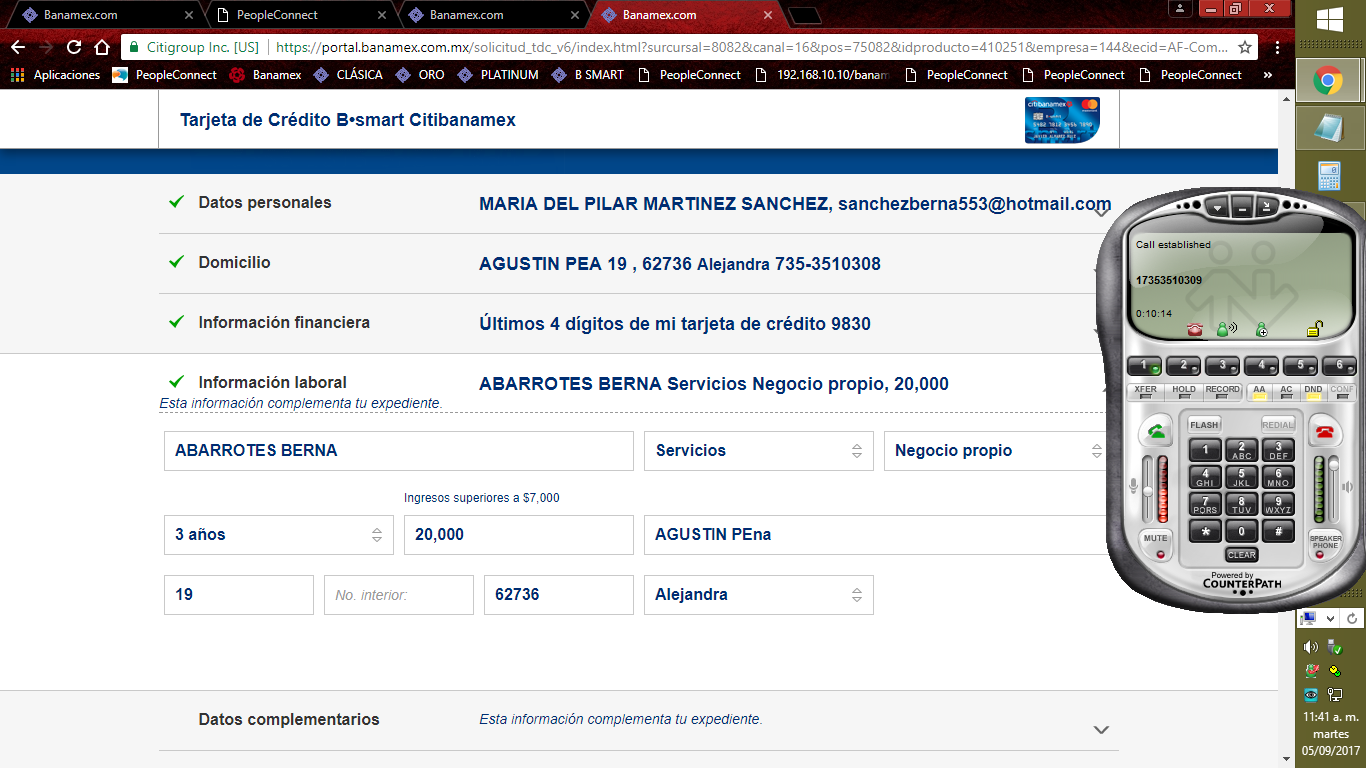 Banamex.com
PeopleConnect
Banamex.com
Banamex.com
Citigroup Inc. [US] https://portal.banamex.com.mx/solicitud_tdc_v6/index.html?surcursal=8082&canal=16&pos=75082&idproducto=410251&empresa=144&ecid=AF-Com...
Aplicaciones PeopleConnect Banamex CLÁSICA ORO PLATINUM B SMART PeopleConnect 192.168.10.10/banam PeopleConnect PeopleConnect PeopleConnect »
Tarjeta de Crédito B•smart Citibanamex
citibanamex
Datos personales MARIA DEL PILAR MARTINEZ SANCHEZ, sanchezberna553@hotmail.com
Domicilio AGUSTIN PEA 19 , 62736 Alejandra 735-3510308
Información financiera Últimos 4 dígitos de mi tarjeta de crédito 9830
Información laboral ABARROTES BERNA Servicios Negocio propio, 20,000
Esta información complementa tu expediente.
ABARROTES BERNA Servicios Negocio propio
Ingresos superiores a $7,000
3 años 20,000 AGUSTIN PEna
19 No. interior: 62736 Alejandra
Datos complementarios Esta información complementa tu expediente.
Call established
17353510309
0:10:14
1 2 3 4 5 6
XFER HOLD RECORD AA AC DND CONF
FLASH REDIAL
1 2 ABC 3 DEF
4 GHI 5 JKL 6 MNO
7 PQRS 8 TUV 9 WXYZ
* 0 #
MUTE SPEAKER PHONE
CLEAR
Powered by
COUNTERPATH
11:41 a. m.
martes
05/09/2017